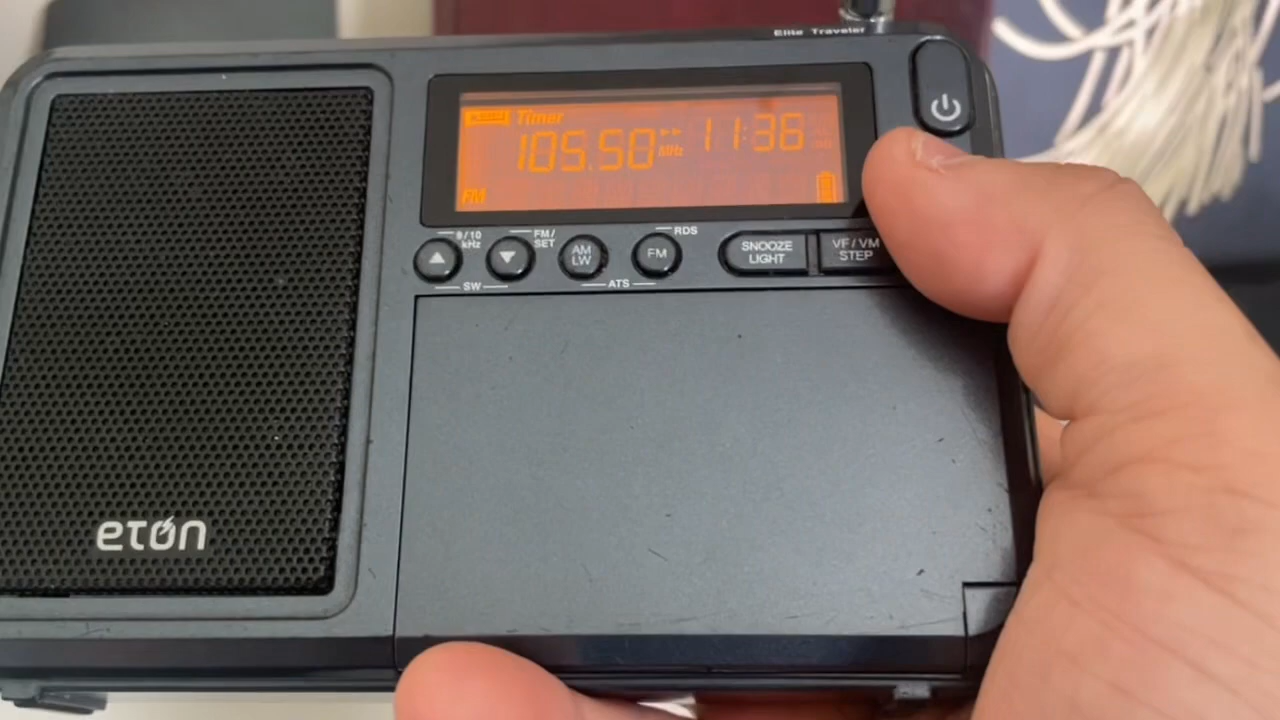 Elite Traveler
Timer
105.50 MHz 11:36
FM
9/10 kHz
FM/ SET
AM LW
FM
RDS
SNOOZE LIGHT
VF / VM STEP
SW
ATS
etón